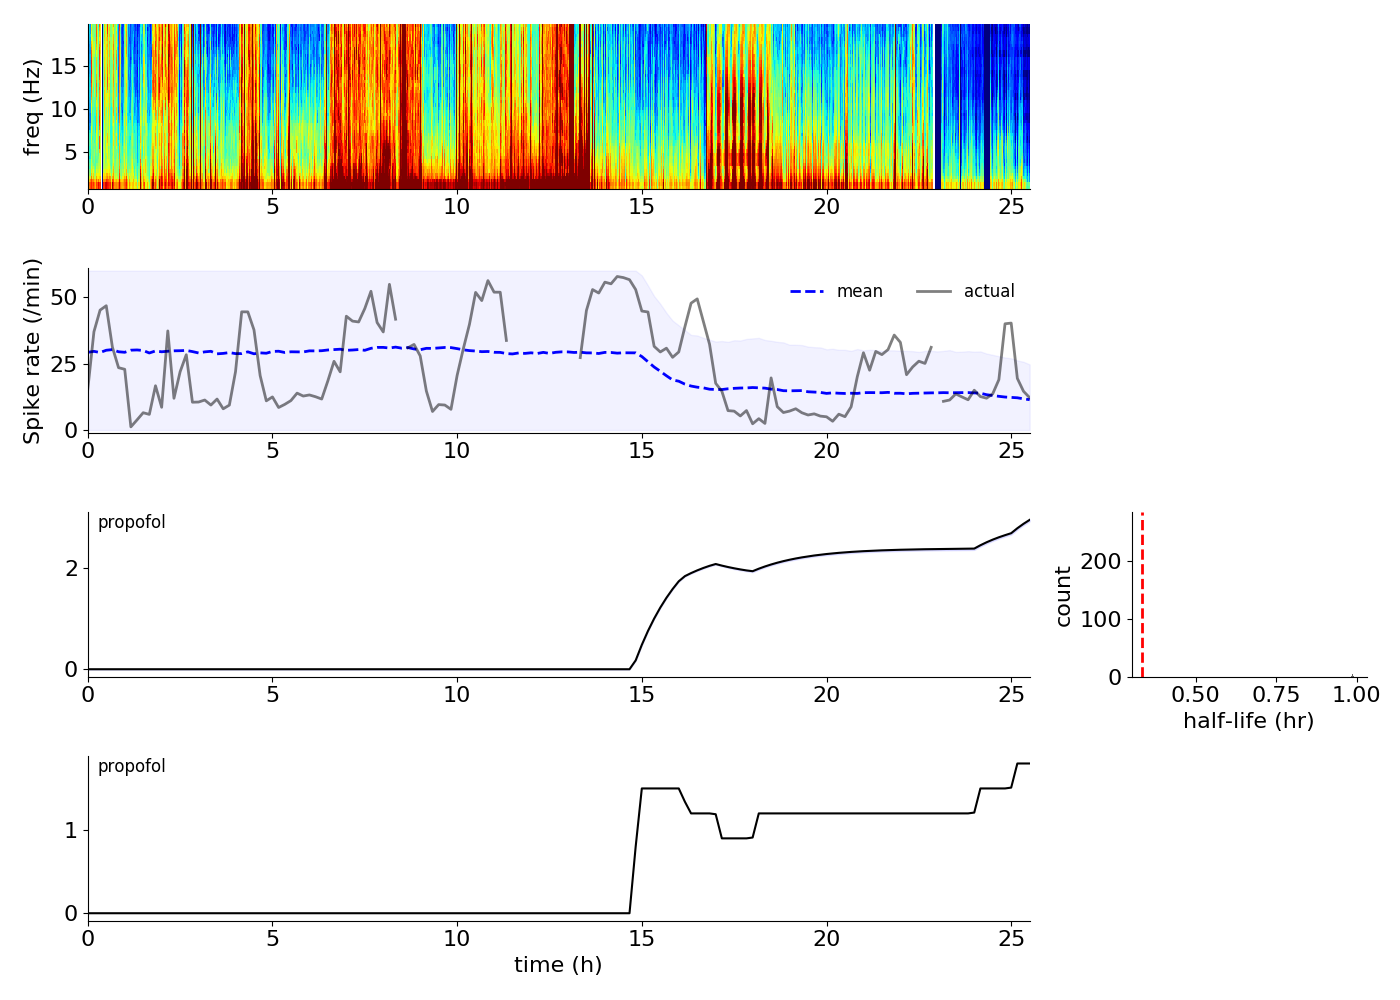 freq (Hz)
15
10
5
0 5 10 15 20 25
Spike rate (/min)
50
25
0
mean actual
0 5 10 15 20 25
propofol
2
0
0 5 10 15 20 25
count
200
100
0
0.50 0.75 1.00
half-life (hr)
propofol
1
0
0 5 10 15 20 25
time (h)